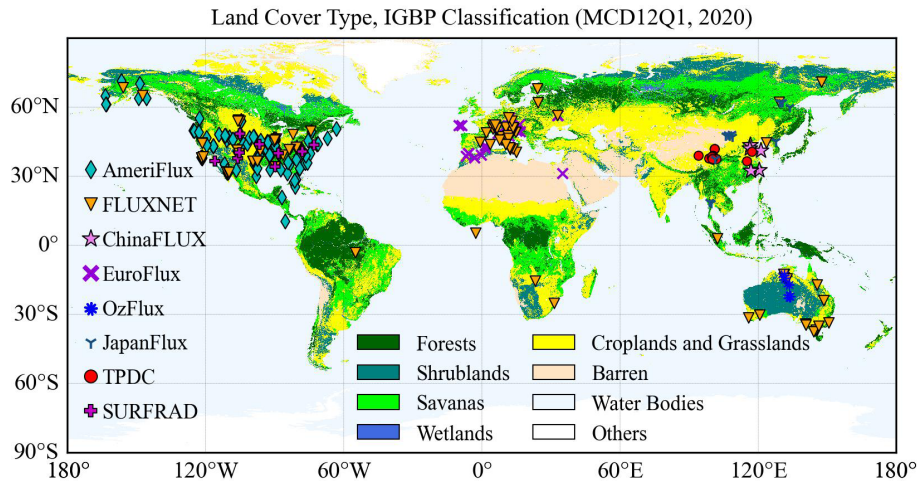 Land Cover Type, IGBP Classification (MCD12Q1, 2020)
60°N
30°N
0°
30°S
60°S
90°S
180°
120°W
60°W
0°
60°E
120°E
180°
AmeriFlux
FLUXNET
ChinaFLUX
EuroFlux
OzFlux
JapanFlux
TPDC
SURFRAD
Forests
Shrublands
Savanas
Wetlands
Croplands and Grasslands
Barren
Water Bodies
Others